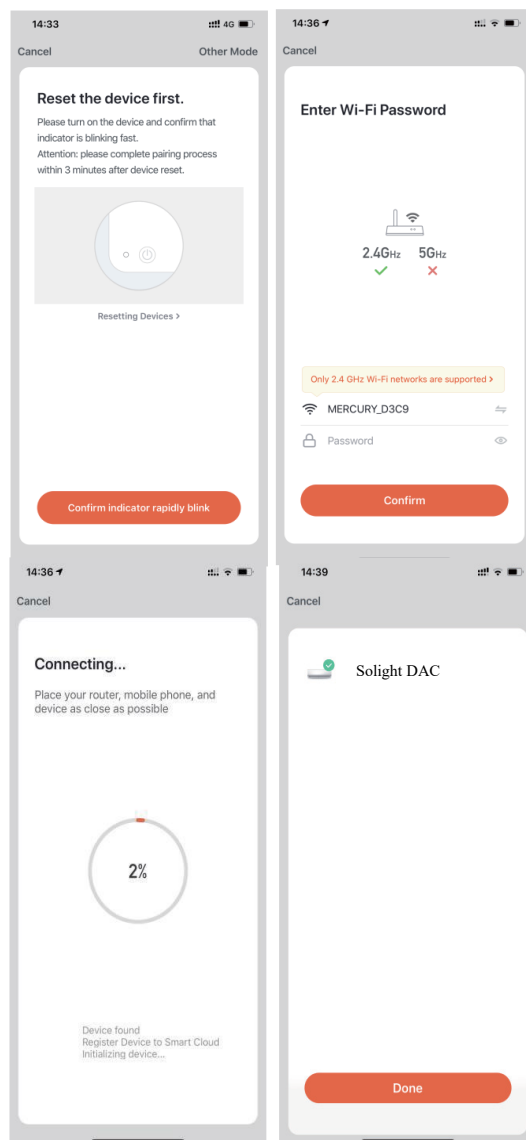 14:33
4G
Cancel
Other Mode
Reset the device first.
Please turn on the device and confirm that
indicator is blinking fast.
Attention: please complete pairing process
within 3 minutes after device reset.
Resetting Devices >
Confirm indicator rapidly blink
14:36
Cancel
Enter Wi-Fi Password
2.4GHz 5GHz
Only 2.4 GHz Wi-Fi networks are supported >
MERCURY_D3C9
Password
Confirm
14:36
Cancel
Connecting...
Place your router, mobile phone, and
device as close as possible
2%
Device found
Register Device to Smart Cloud
Initializing device...
14:39
Cancel
Solight DAC
Done